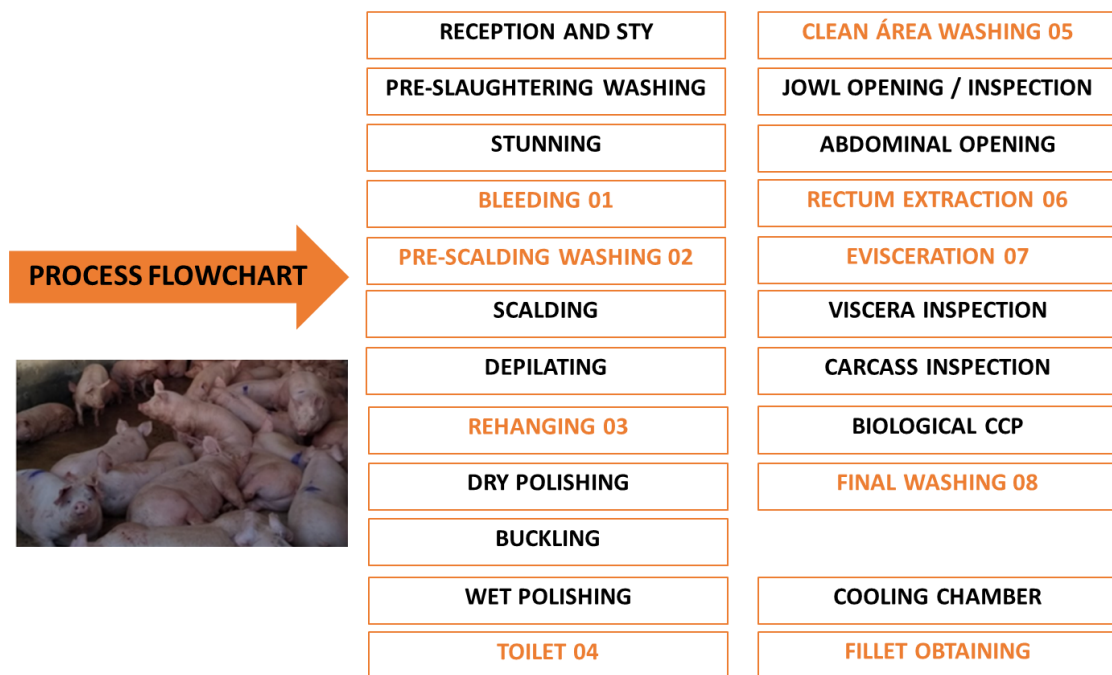 PROCESS FLOWCHART
RECEPTION AND STY
PRE-SLAUGHTERING WASHING
STUNNING
BLEEDING 01
PRE-SCALDING WASHING 02
SCALDING
DEPILATING
REHANGING 03
DRY POLISHING
BUCKLING
WET POLISHING
TOILET 04
CLEAN ÁREA WASHING 05
JOWL OPENING / INSPECTION
ABDOMINAL OPENING
RECTUM EXTRACTION 06
EVISCERATION 07
VISCERA INSPECTION
CARCASS INSPECTION
BIOLOGICAL CCP
FINAL WASHING 08
COOLING CHAMBER
FILLET OBTAINING